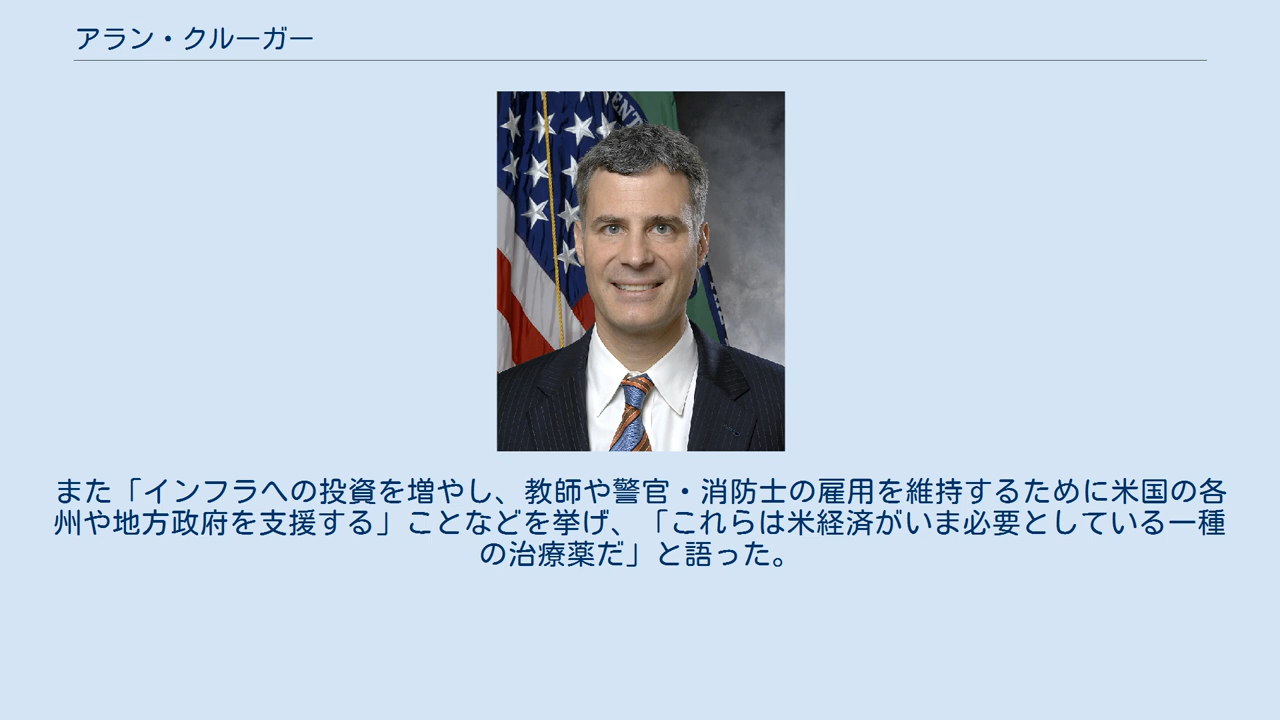 アラン・クルーガー
ENT
また「インフラへの投資を増やし、教師や警官・消防士の雇用を維持するために米国の各
州や地方政府を支援する」ことなどを挙げ、「これらは米経済がいま必要としている一種
の治療薬だ」と語った。